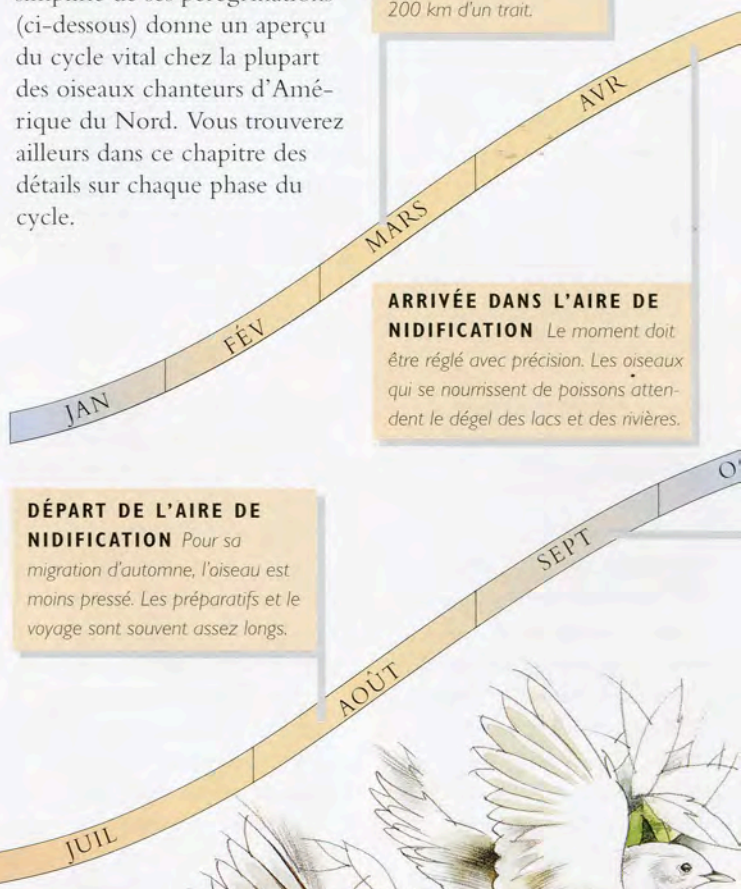 (ci-dessous) donne un aperçu
du cycle vital chez la plupart
des oiseaux chanteurs d'Amé-
rique du Nord. Vous trouverez
ailleurs dans ce chapitre des
détails sur chaque phase du
cycle.
200 km d'un trait.
AVR
MARS
FÉV
JAN
ARRIVÉE DANS L'AIRE DE
NIDIFICATION Le moment doit
être réglé avec précision. Les oiseaux
qui se nourrissent de poissons atten-
dent le dégel des lacs et des rivières.
DÉPART DE L'AIRE DE
NIDIFICATION Pour sa
migration d'automne, l'oiseau est
moins pressé. Les préparatifs et le
voyage sont souvent assez longs.
SEPT
AOÛT
JUIL